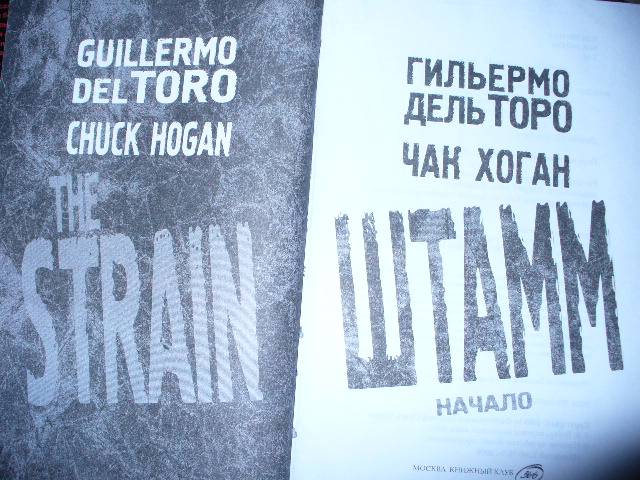 GUILLERMO
DEL TORO
CHUCK HOGAN
THE
STRAIN
ГИЛЬЕРМО
ДЕЛЬ ТОРО
ЧАК ХОГАН
ШТАММ
НАЧАЛО
МОСКВА КНИЖНЫЙ КЛУБ